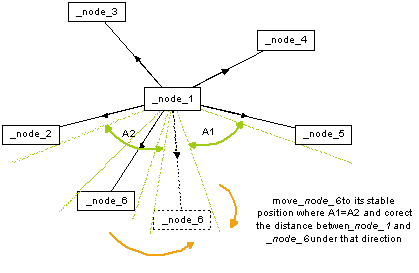 _node_3
_node_4
_node_1
_node_2
A2
A1
_node_5
_node_6
_node_6
move_node_6to its stable
position where A1=A2 and corect
the distance betwen_node_1 and
_node_6under that direction